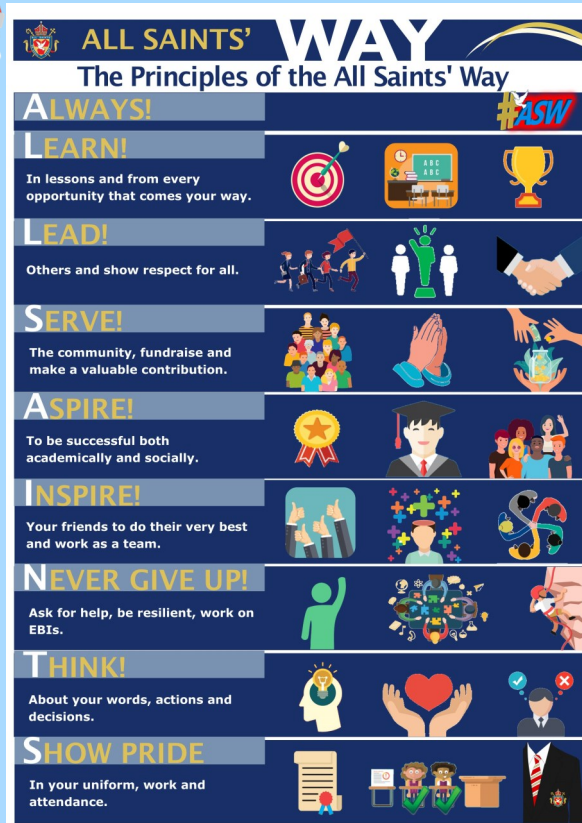 ALL SAINTS' WAY
The Principles of the All Saints' Way
ALWAYS!
#ASW
LEARN!
In lessons and from every
opportunity that comes your way.
ABC
ABC
LEAD!
Others and show respect for all.
SERVE!
The community, fundraise and
make a valuable contribution.
ASPIRE!
To be successful both
academically and socially.
INSPIRE!
Your friends to do their very best
and work as a team.
NEVER GIVE UP!
Ask for help, be resilient, work on
EBIs.
THINK!
About your words, actions and
decisions.
SHOW PRIDE
In your uniform, work and
attendance.